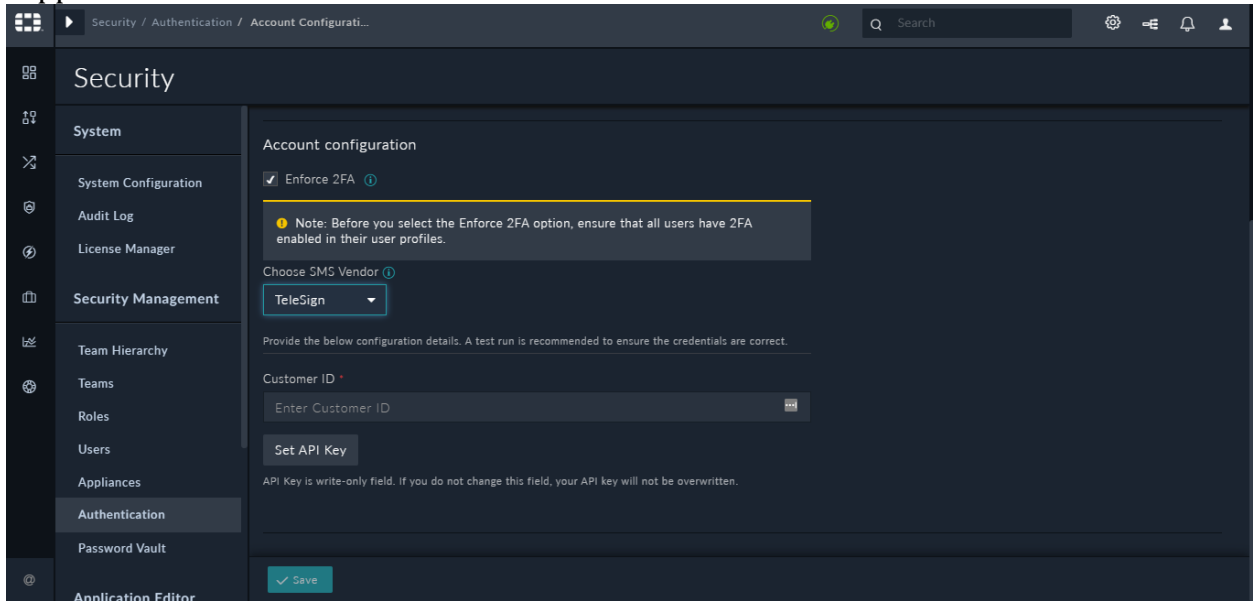 Security / Authentication / Account Configurati...
Search
Security
System
System Configuration
Audit Log
License Manager
Security Management
Team Hierarchy
Teams
Roles
Users
Appliances
Authentication
Password Vault
Application Editor
Account configuration
Enforce 2FA
Note: Before you select the Enforce 2FA option, ensure that all users have 2FA
enabled in their user profiles.
Choose SMS Vendor
TeleSign
Provide the below configuration details. A test run is recommended to ensure the credentials are correct.
Customer ID *
Enter Customer ID
Set API Key
API Key is write-only field. If you do not change this field, your API key will not be overwritten.
Save
@